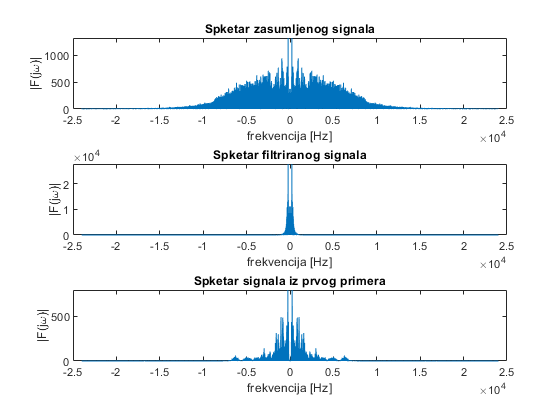 Spketar zasumljenog signala
1000
500
0
|F(jω)|
-2.5 -2 -1.5 -1 -0.5 0 0.5 1 1.5 2 2.5
frekvencija [Hz]
×10^4
Spketar filtriranog signala
×10^4
2
1
0
|F(jω)|
-2.5 -2 -1.5 -1 -0.5 0 0.5 1 1.5 2 2.5
frekvencija [Hz]
×10^4
Spketar signala iz prvog primera
500
0
|F(jω)|
-2.5 -2 -1.5 -1 -0.5 0 0.5 1 1.5 2 2.5
frekvencija [Hz]
×10^4